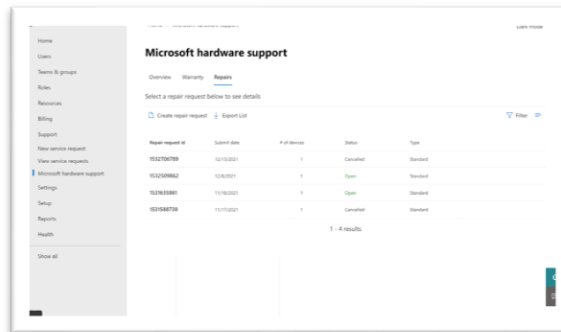 Home
Users
Teams & groups
Roles
Resources
Billing
Support
New service request
View service requests
Microsoft hardware support
Settings
Setup
Reports
Health
Show all
Dark mode
Microsoft hardware support
Overview Warranty Repairs
Select a repair request below to see details
Create repair request Export List Filter
Repair request id Submit date # of devices Status Type
1532706789 12/13/2021 1 Cancelled Standard
12/8/2021 1 Open Standard
1531635881 11/18/2021 1 Open Standard
1531588738 11/17/2021 1 Cancelled Standard
1 - 4 results